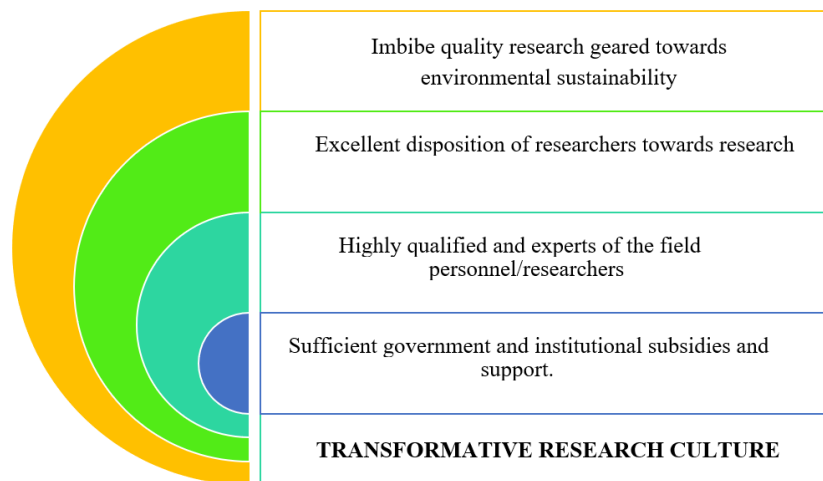 Imbibe quality research geared towards
environmental sustainability
Excellent disposition of researchers towards research
Highly qualified and experts of the field
personnel/researchers
Sufficient government and institutional subsidies and
support.
TRANSFORMATIVE RESEARCH CULTURE